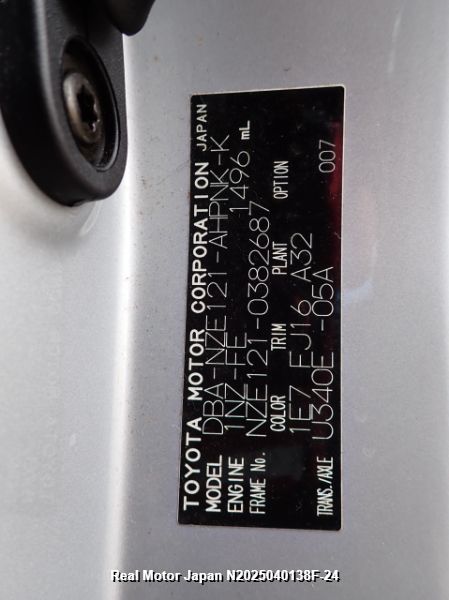 TOYOTA MOTOR CORPORATION JAPAN
MODEL DBA-NZE121-AHPNK-K
ENGINE 1NZ-FE 1496 mL
FRAME No. NZE121-0382687
COLOR TRIM PLANT OPTION
1E7 FJ16 A32
TRANS./AXLE U340E -05A 007
Real Motor Japan N2025040138F-24